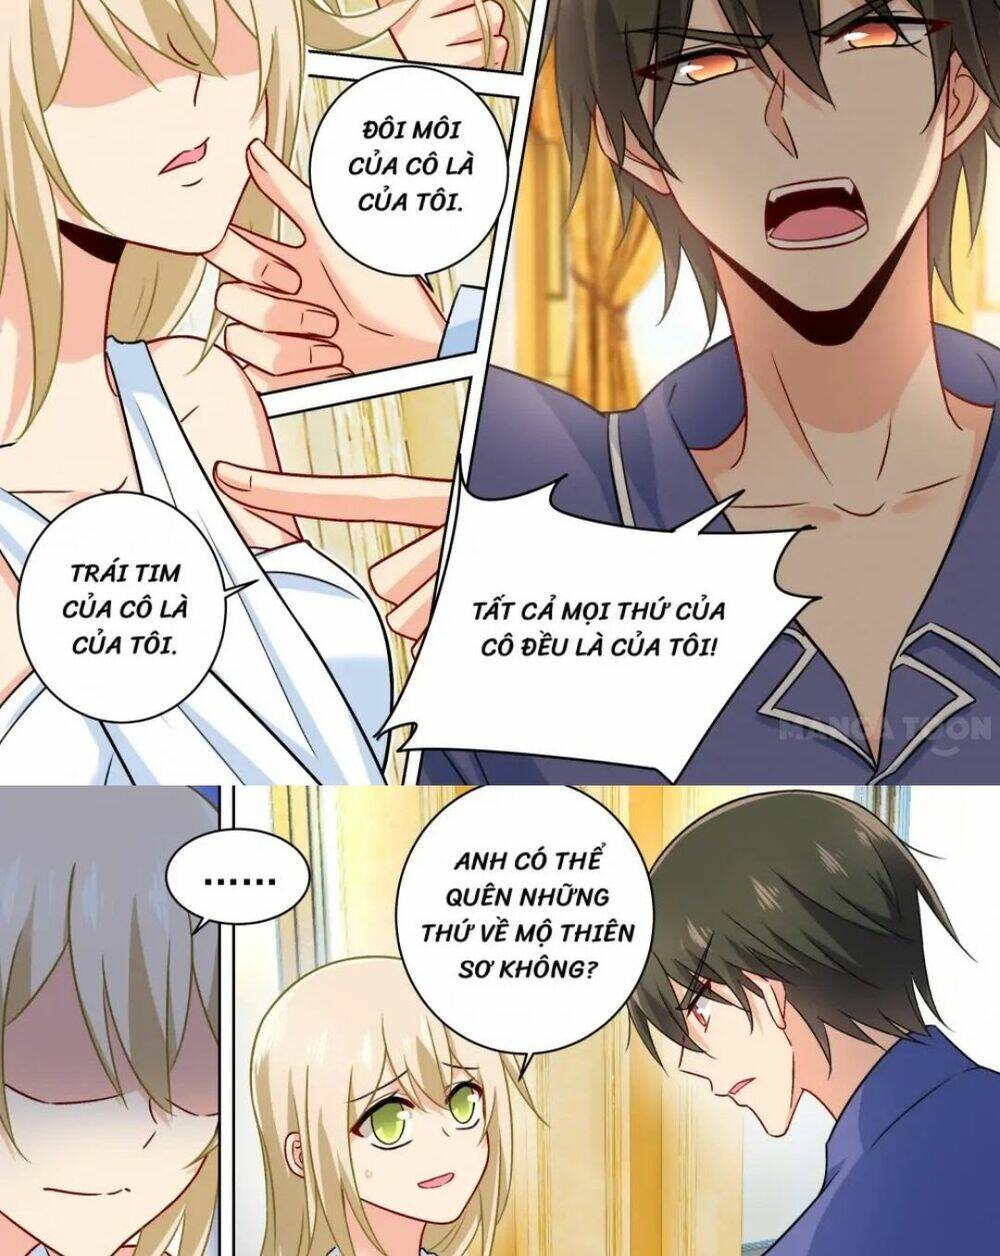 ĐÔI MÔI
CỦA CÔ LÀ
CỦA TÔI.
TRÁI TIM
CỦA CÔ LÀ
CỦA TÔI.
TẤT CẢ MỌI THỨ CỦA
CÔ ĐỀU LÀ CỦA TÔI!
MANGATOON
.......
ANH CÓ THỂ
QUÊN NHỮNG
THỨ VỀ MỘ THIÊN
SƠ KHÔNG?